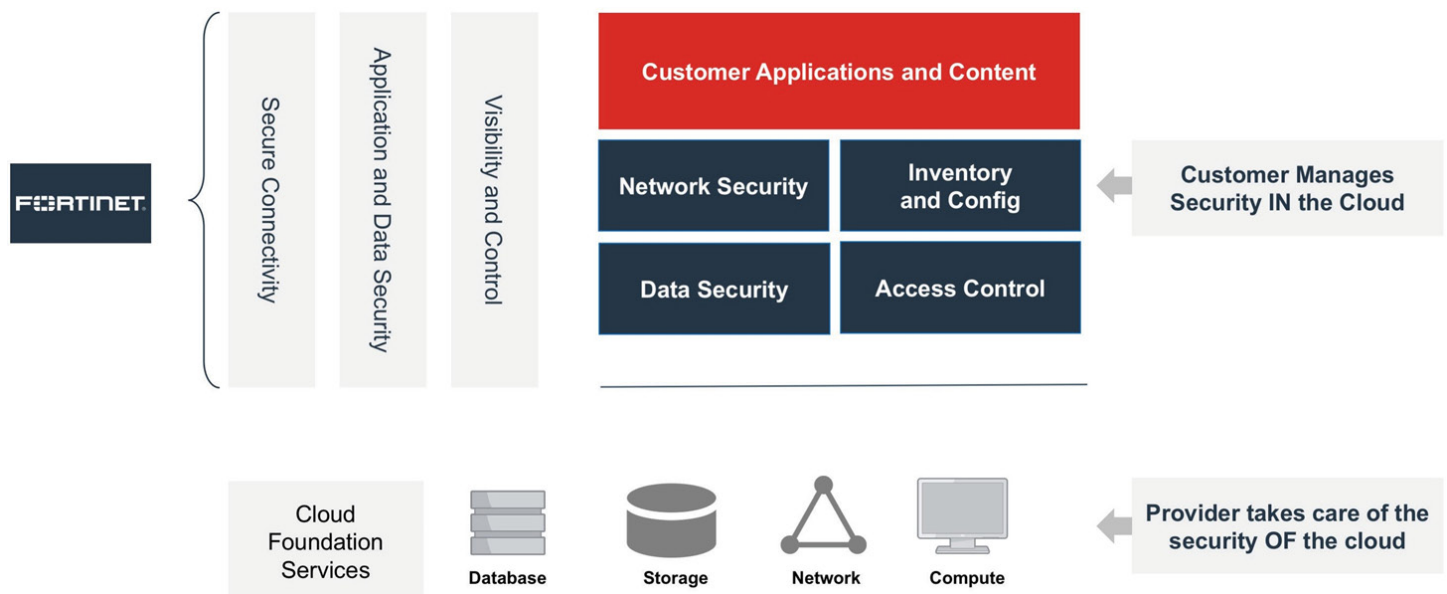 FORTINET®
Secure Connectivity
Application and Data Security
Visibility and Control
Customer Applications and Content
Network Security
Inventory
and Config
Data Security
Access Control
Customer Manages
Security IN the Cloud
Cloud
Foundation
Services
Database
Storage
Network
Compute
Provider takes care of the
security OF the cloud